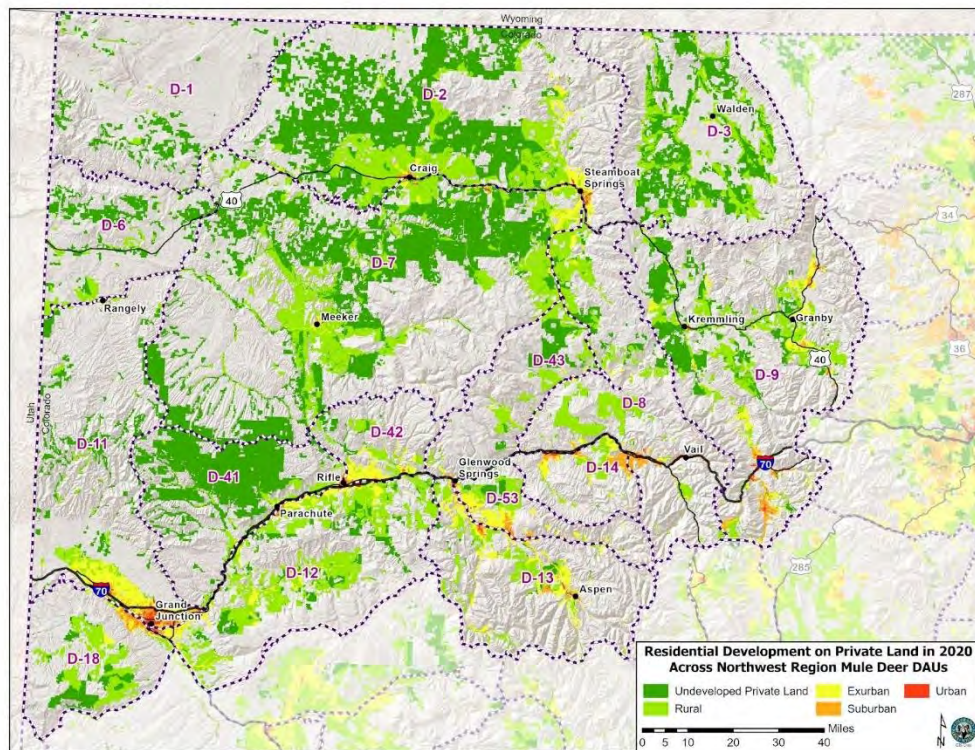 Wyoming
Colorado
287
D-1
D-2
Walden
D-3
Craig
Steamboat
Springs
40
34
D-6
D-7
Rangely
Meeker
Kremmling
Granby
36
40
D-43
D-9
Utah
Colorado
D-8
D-42
D-11
Glenwood
Springs
Vail
70
D-41
Rifle
D-14
D-53
Parachute
285
D-12
D-13
Aspen
70
Grand
Junction
D-18
Residential Development on Private Land in 2020
Across Northwest Region Mule Deer DAUs
Undeveloped Private Land
Exurban
Urban
Rural
Suburban
Miles
0 5 10 20 30 40
N